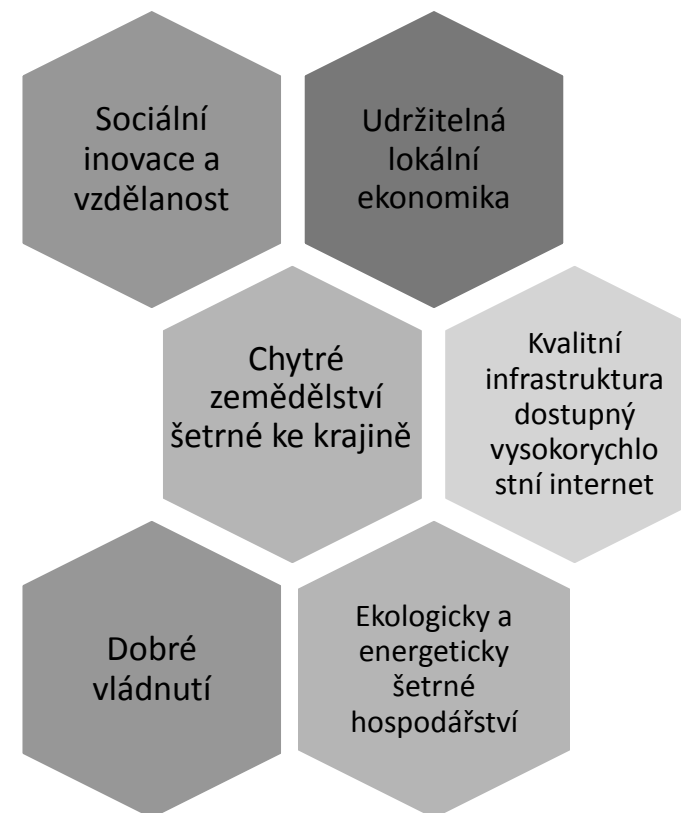 Sociální
inovace a
vzdělanost
Udržitelná
lokální
ekonomika
Chytré
zemědělství
šetrné ke krajině
Kvalitní
infrastruktura
dostupný
vysokorychlo
stní internet
Dobré
vládnutí
Ekologicky a
energeticky
šetrné
hospodářství